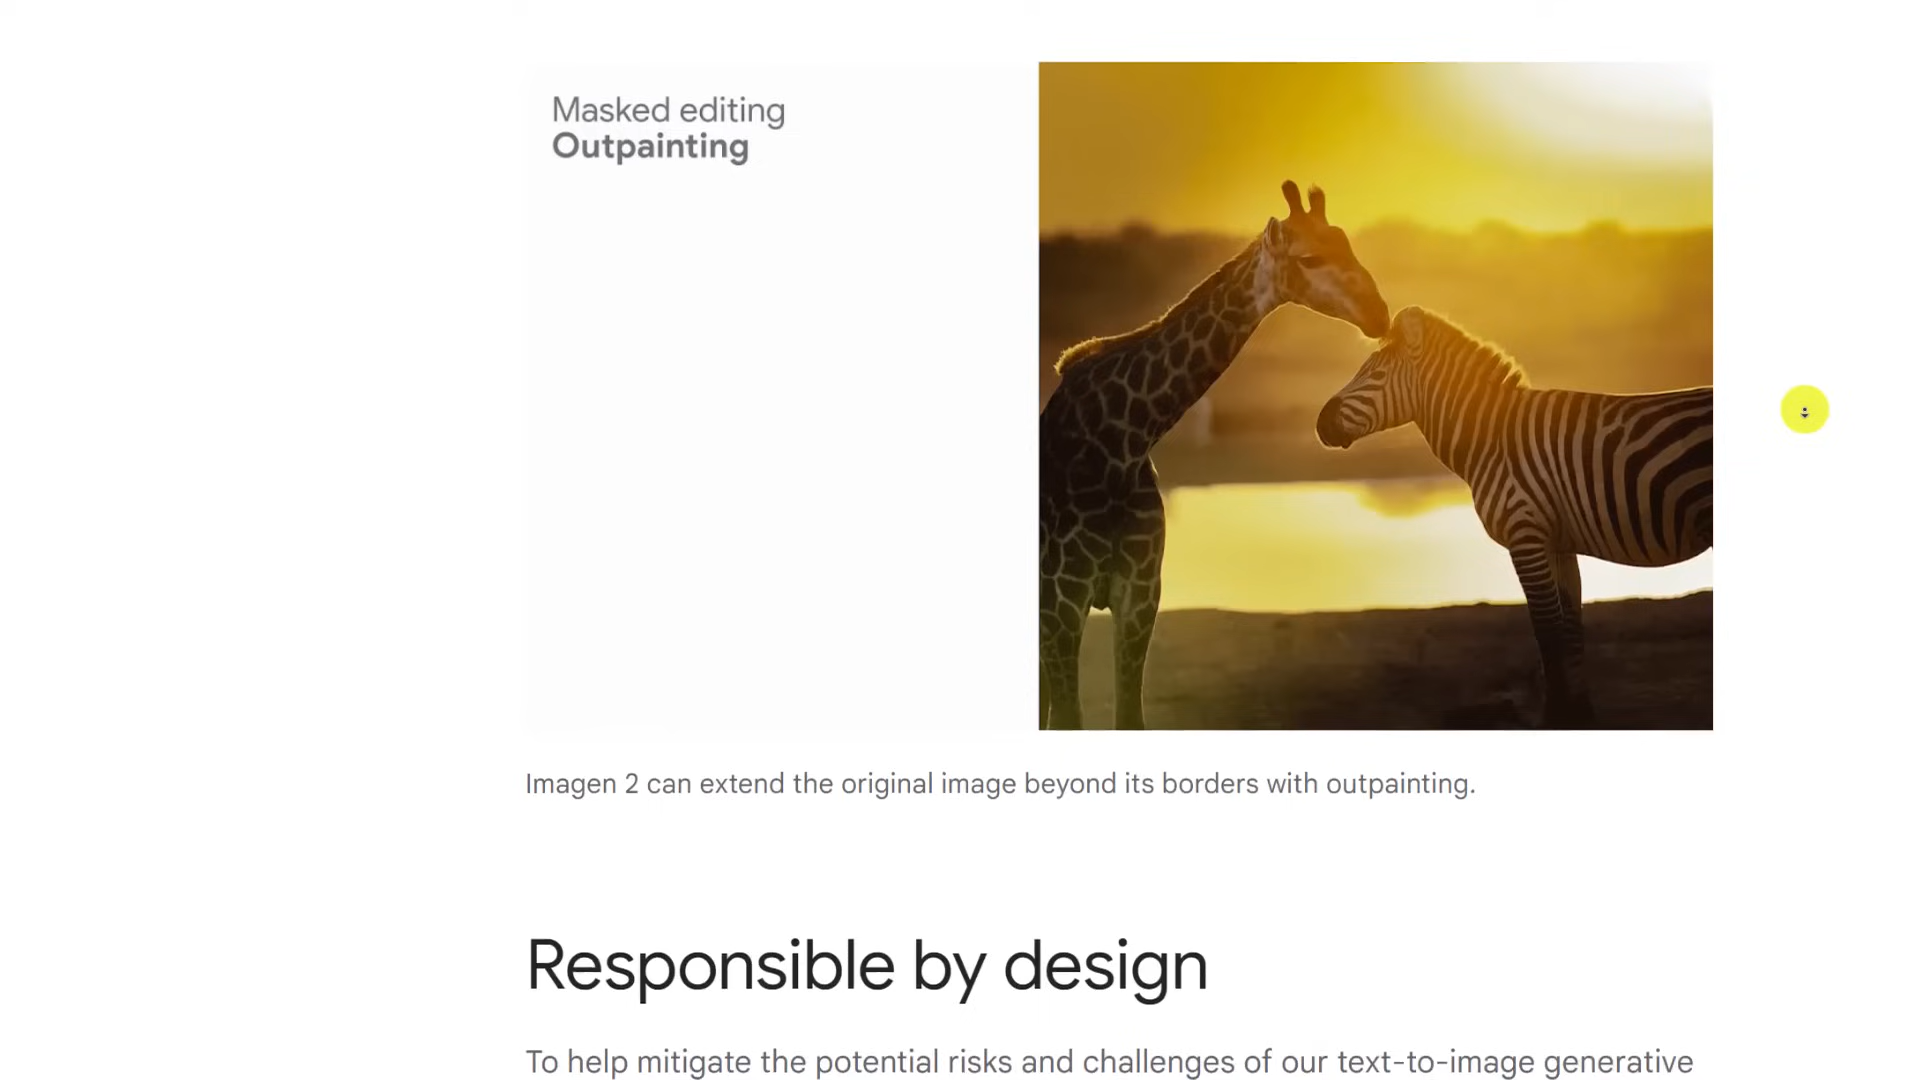 Masked editing
Outpainting
Imagen 2 can extend the original image beyond its borders with outpainting.
Responsible by design
To help mitigate the potential risks and challenges of our text-to-image generative